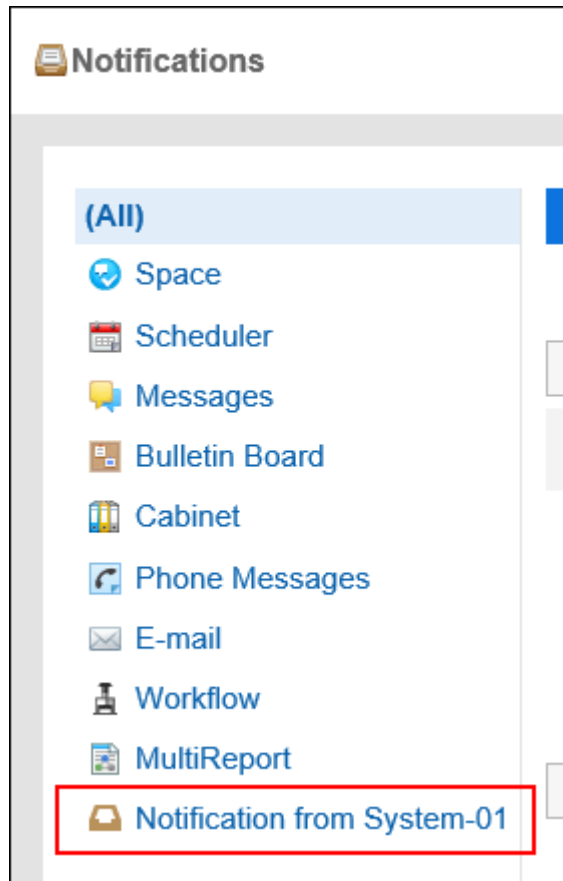 Notifications
(All)
Space
Scheduler
Messages
Bulletin Board
Cabinet
Phone Messages
E-mail
Workflow
MultiReport
Notification from System-01